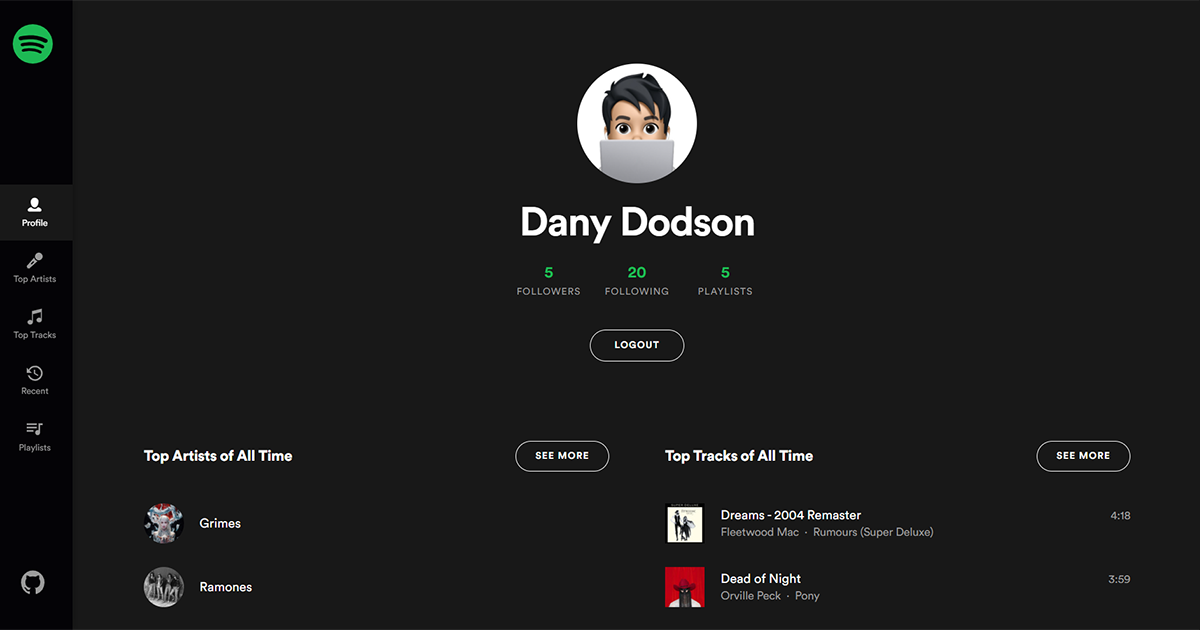 Profile
Top Artists
Top Tracks
Recent
Playlists
Dany Dodson
5 20 5
FOLLOWERS FOLLOWING PLAYLISTS
LOGOUT
Top Artists of All Time
SEE MORE
Grimes
Ramones
Top Tracks of All Time
SEE MORE
Dreams - 2004 Remaster 4:18
Fleetwood Mac · Rumours (Super Deluxe)
Dead of Night 3:59
Orville Peck · Pony